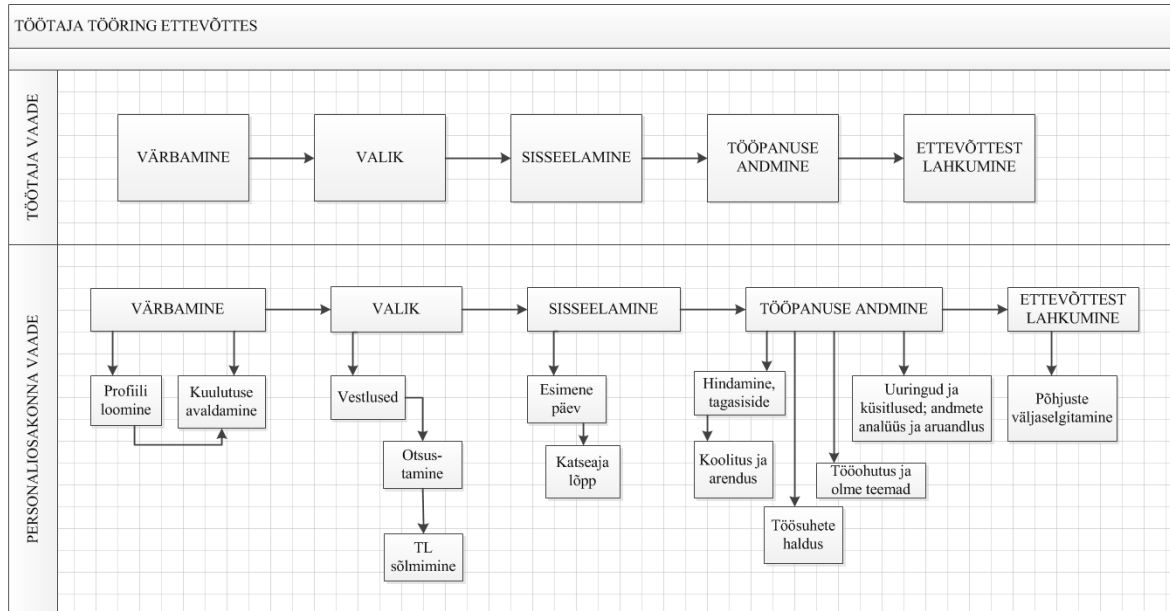 TÖÖTAJA TÖÖRING ETTEVÕTTES
TÖÖTAJA VAADE
VÄRBAMINE
VALIK
SISSEELAMINE
TÖÖPANUSE
ANDMINE
ETTEVÕTTEST
LAHKUMINE
PERSONALIOSAKONNA VAADE
VÄRBAMINE
VALIK
SISSEELAMINE
TÖÖPANUSE ANDMINE
ETTEVÕTTEST
LAHKUMINE
Profiili
loomine
Kuulutuse
avaldamine
Vestlused
Otsus-
tamine
TL
sõlmimine
Esimene
päev
Katseaja
lõpp
Hindamine,
tagasiside
Koolitus ja
arendus
Töösuhete
haldus
Tööohutus ja
olme teemad
Uuringud ja
küsitlused; andmete
analüüs ja aruandlus
Põhjuste
väljaselgitamine